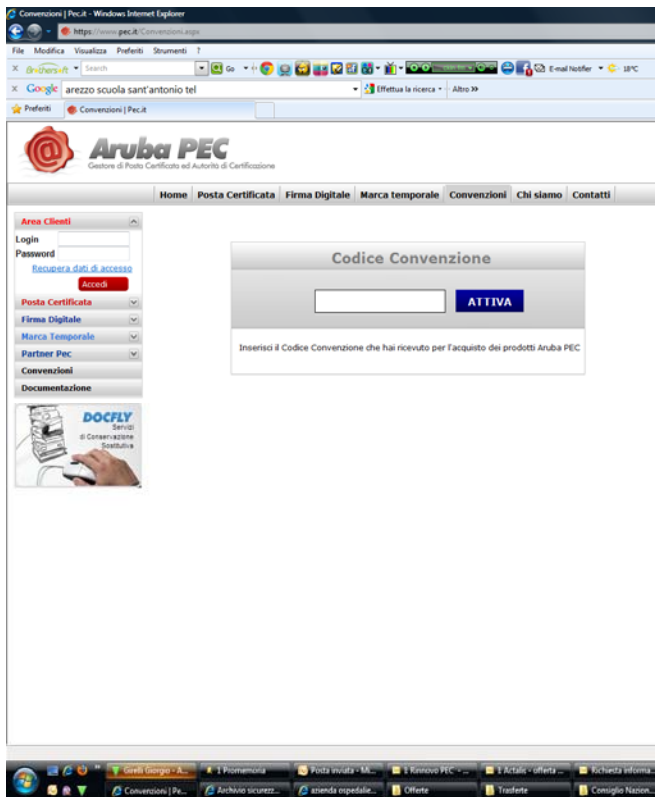 Convenzioni | Pec.it - Windows Internet Explorer
https://www.pec.it/Convenzioni.aspx
File Modifica Visualizza Preferiti Strumenti ?
x Brothersoft Search Go E-mail Notifier 18°C
x Google arezzo scuola sant'antonio tel Effettua la ricerca Altro »
Preferiti Convenzioni | Pec.it
Aruba PEC
Gestore di Posta Certificata ed Autorità di Certificazione
Home Posta Certificata Firma Digitale Marca temporale Convenzioni Chi siamo Contatti
Area Clienti
Login
Password
Recupera dati di accesso
Accedi
Posta Certificata
Firma Digitale
Marca Temporale
Partner Pec
Convenzioni
Documentazione
DOCFLY
Servizi
di Conservazione
Sostitutiva
Codice Convenzione
ATTIVA
Inserisci il Codice Convenzione che hai ricevuto per l'acquisto dei prodotti Aruba PEC
Girelli Giorgio - A... 1 Promemoria Posta inviata - Mi... I: Rinnovo PEC - ... I: Actalis - offerta ... Richiesta informa...
Convenzioni | Pe... Archivio sicurezz... azienda ospedalie... Offerte Trasferte Consiglio Nazion...